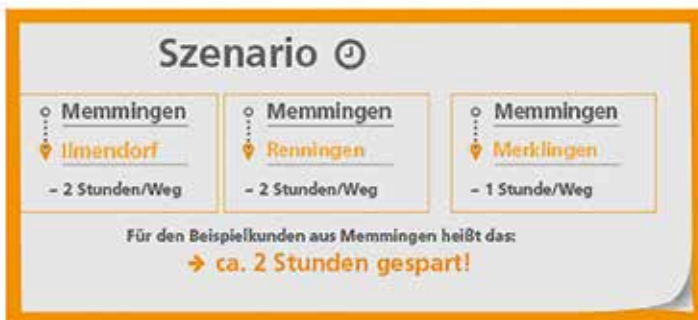 Szenario
Memmingen
Ilmendorf
~ 2 Stunden/Weg
Memmingen
Renningen
~ 2 Stunden/Weg
Memmingen
Merklingen
~ 1 Stunde/Weg
Für den Beispielkunden aus Memmingen heißt das:
→ ca. 2 Stunden gespart!